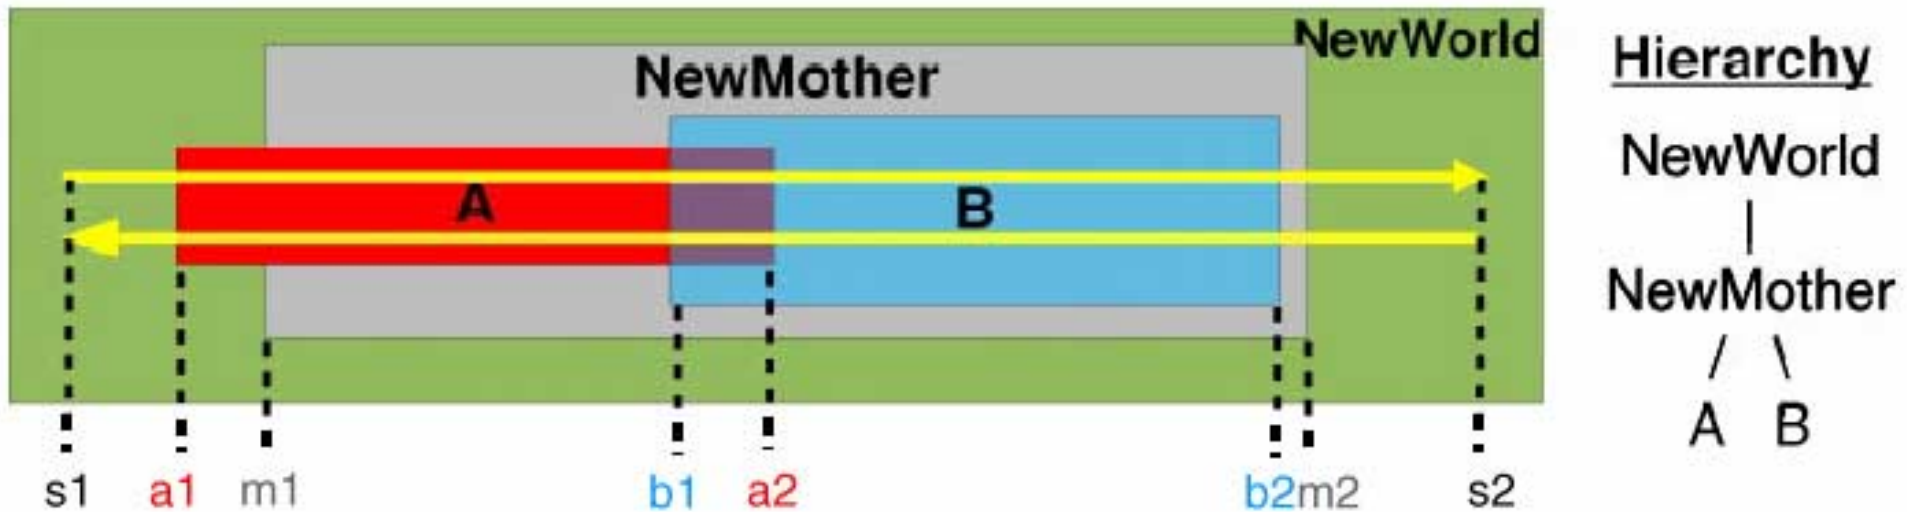 NewWorld
NewMother
A
B
s1 a1 m1 b1 a2 b2 m2 s2
Hierarchy
NewWorld
NewMother
A B